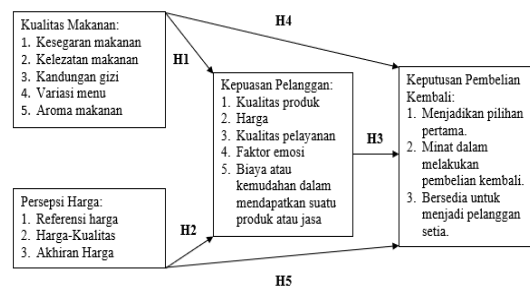 Kualitas Makanan:
1. Kesegaran makanan
2. Kelezatan makanan
3. Kandungan gizi
4. Variasi menu
5. Aroma makanan
H4
H1
Kepuasan Pelanggan:
1. Kualitas produk
2. Harga
3. Kualitas pelayanan
4. Faktor emosi
5. Biaya atau
kemudahan dalam
mendapatkan suatu
produk atau jasa
H3
Keputusan Pembelian
Kembali:
1. Menjadikan pilihan
pertama.
2. Minat dalam
melakukan
pembelian kembali.
3. Bersedia untuk
menjadi pelanggan
setia.
Persepsi Harga:
1. Referensi harga
2. Harga-Kualitas
3. Akhiran Harga
H2
H5